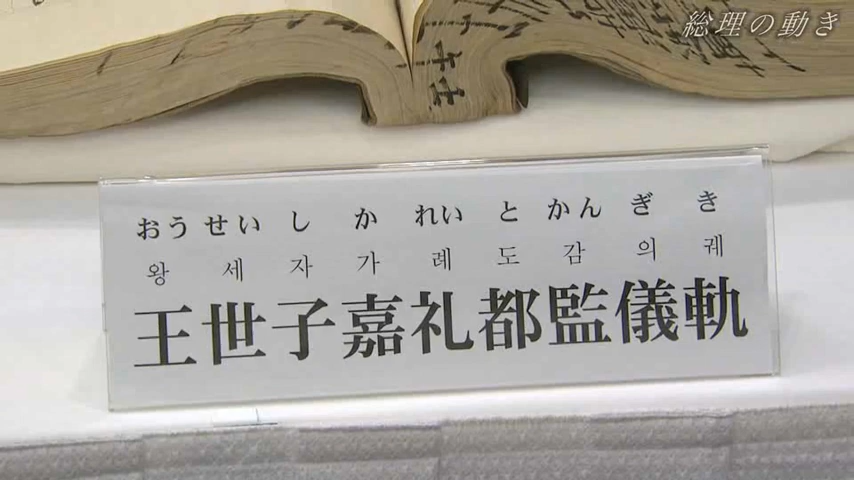 総理の動き
おうせいしかれいとかんぎき
왕세자가례도감의궤
王世子嘉礼都監儀軌